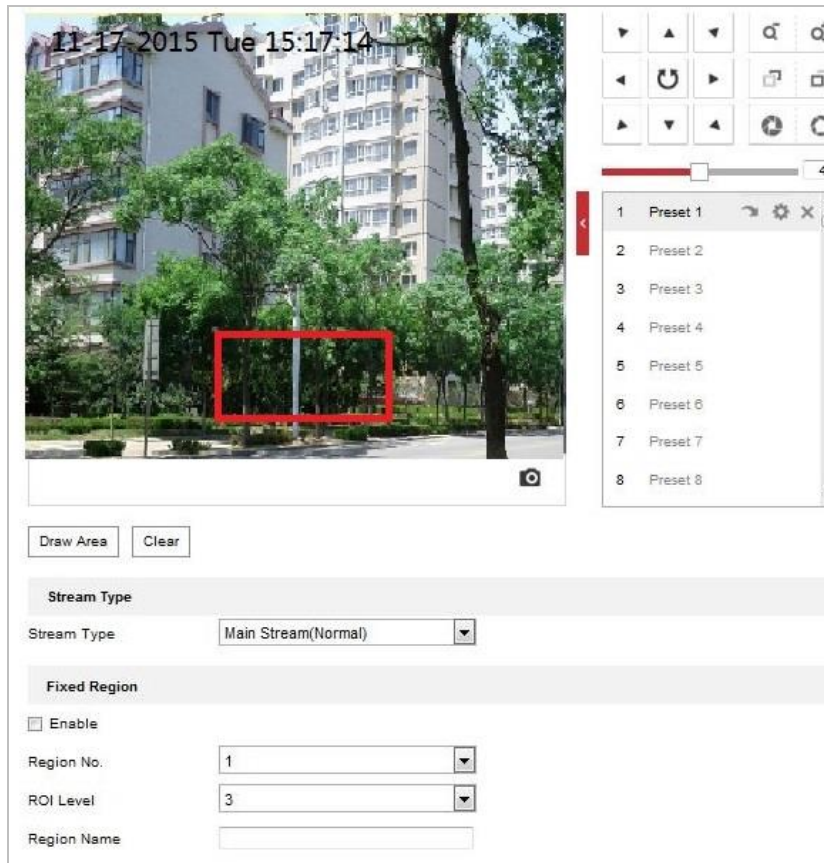 11-17-2015 Tue 15:17:14
4
1 Preset 1
2 Preset 2
3 Preset 3
4 Preset 4
5 Preset 5
6 Preset 6
7 Preset 7
8 Preset 8
Draw Area Clear
Stream Type
Stream Type Main Stream(Normal)
Fixed Region
Enable
Region No. 1
ROI Level 3
Region Name